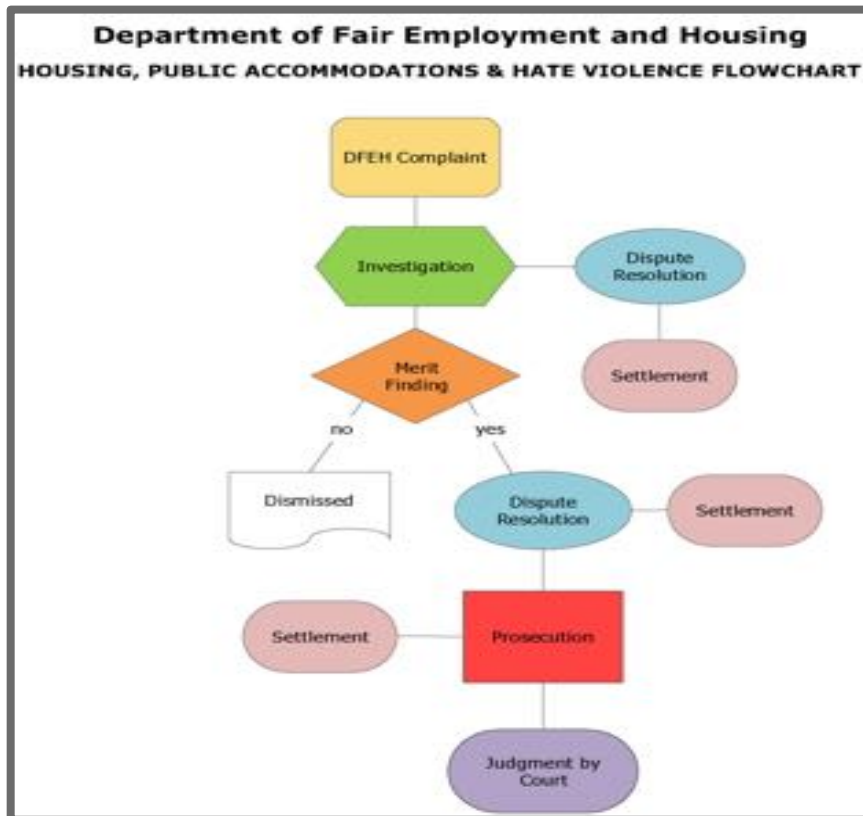 Department of Fair Employment and Housing
HOUSING, PUBLIC ACCOMMODATIONS & HATE VIOLENCE FLOWCHART
DFEH Complaint
Investigation
Dispute
Resolution
Merit
Finding
Settlement
no
yes
Dismissed
Dispute
Resolution
Settlement
Settlement
Prosecution
Judgment by
Court